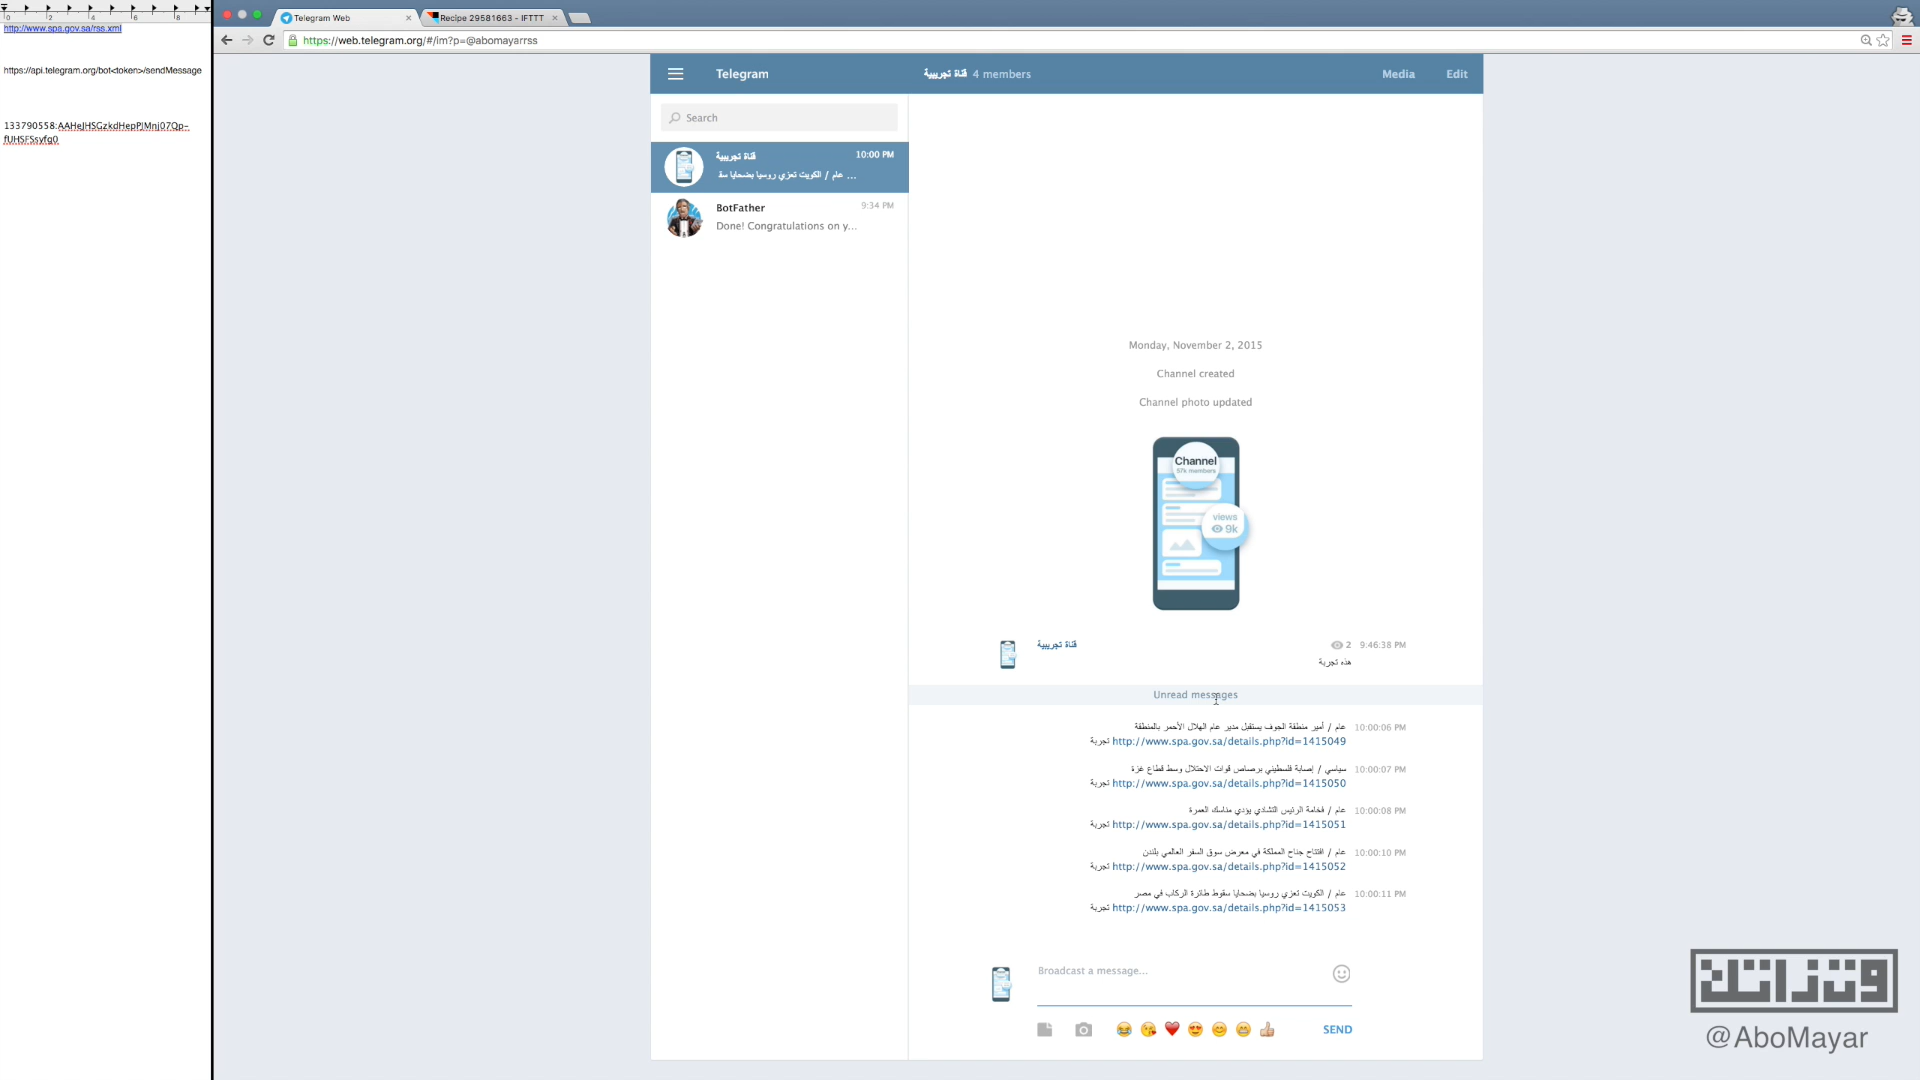 0 2 4 6 8
http://www.spa.gov.sa/rss.xml
https://api.telegram.org/bot<token>/sendMessage
133790558:AAHeJHSGzkdHepPJMnj07Qp-
fUHSFSsyfg0
Telegram Web
Recipe 29581663 - IFTTT
https://web.telegram.org/#/im?p=@abomayarrss
Telegram
قناة تجريبية 4 members
Media
Edit
Search
قناة تجريبية 10:00 PM
عام / الكويت تعزي روسيا بضحايا سة ...
BotFather 9:34 PM
Done! Congratulations on y...
Monday, November 2, 2015
Channel created
Channel photo updated
Channel
57k members
views
9k
قناة تجريبية 2 9:46:38 PM
هذه تجربة
Unread messages
عام / أمير منطقة الجوف يستقبل مدير عام الهلال الأحمر بالمنطقة 10:00:06 PM
http://www.spa.gov.sa/details.php?id=1415049 تجربة
سياسي / إصابة فلسطيني برصاص قوات الاحتلال وسط قطاع غزة 10:00:07 PM
http://www.spa.gov.sa/details.php?id=1415050 تجربة
عام / فخامة الرئيس التشادي يؤدي مناسك العمرة 10:00:08 PM
http://www.spa.gov.sa/details.php?id=1415051 تجربة
عام / افتتاح جناح المملكة في معرض سوق السفر العالمي بلندن 10:00:10 PM
http://www.spa.gov.sa/details.php?id=1415052 تجربة
عام / الكويت تعزي روسيا بضحايا سقوط طائرة الركاب في مصر 10:00:11 PM
http://www.spa.gov.sa/details.php?id=1415053 تجربة
Broadcast a message...
SEND
@AboMayar